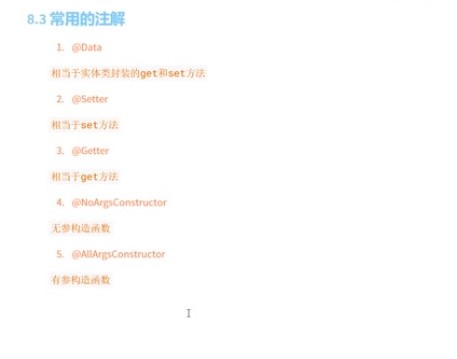 8.3 常用的注解
1. @Data
相当于实体类封装的get和set方法
2. @Setter
相当于set方法
3. @Getter
相当于get方法
4. @NoArgsConstructor
无参构造函数
5. @AllArgsConstructor
有参构造函数